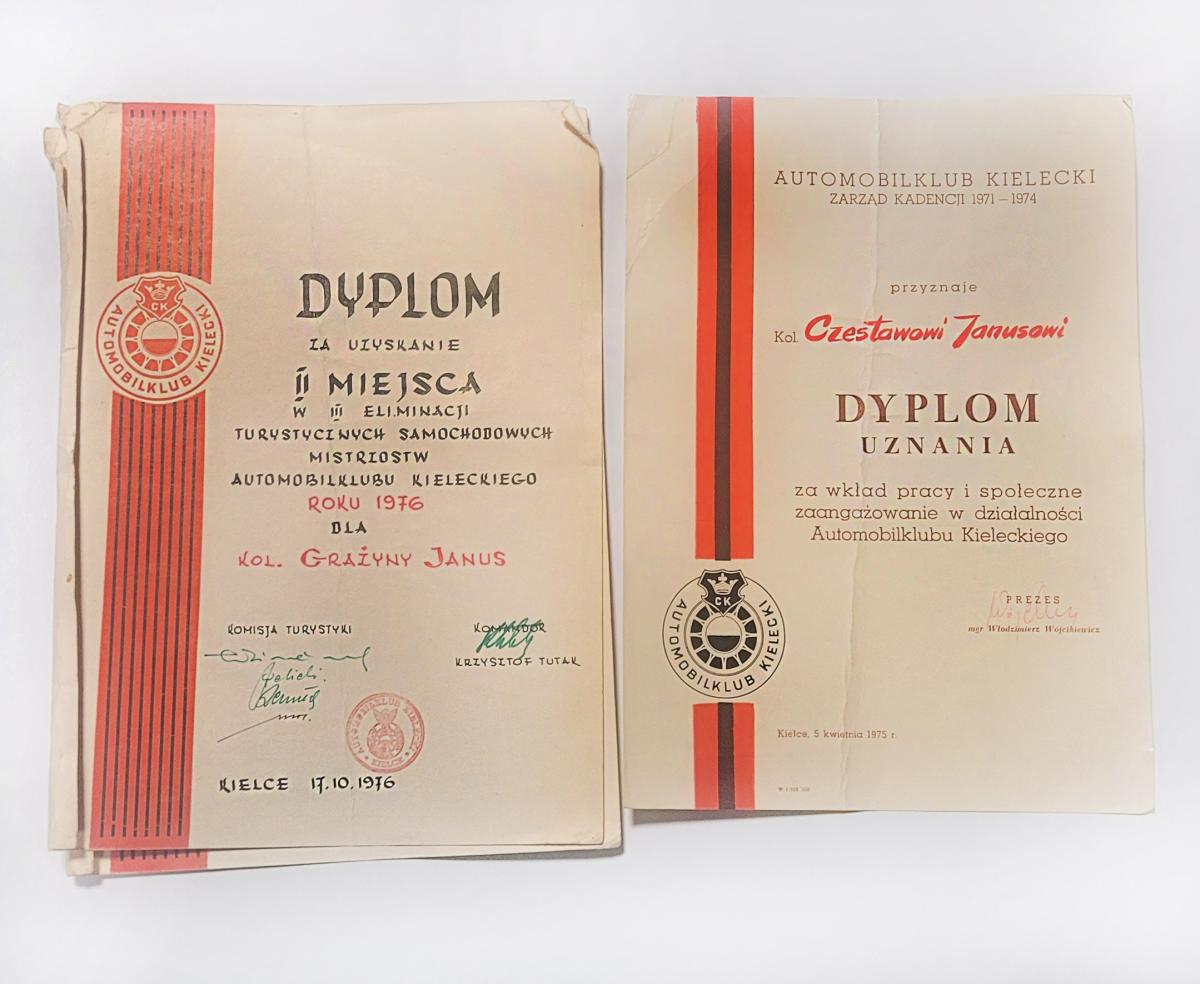 DYPLOM
ZA UZYSKANIE
II MIEJSCA
W III ELIMINACJI
TURYSTYCZNYCH SAMOCHODOWYCH
MISTRZOSTW
AUTOMOBILKLUBU KIELECKIEGO
ROKU 1976
DLA
KOL. GRAŻYNY JANUS
KOMISJA TURYSTYKI
KOMANDOR
KRZYSZTOF TUTAK
KIELCE 17.10.1976
CK
AUTOMOBILKLUB KIELECKI
AUTOMOBILKLUB KIELECKI
KIELCE
AUTOMOBILKLUB KIELECKI
ZARZĄD KADENCJI 1971 – 1974
przyznaje
Kol. Czesławowi Janusowi
DYPLOM
UZNANIA
za wkład pracy i społeczne
zaangażowanie w działalności
Automobilklubu Kieleckiego
PREZES
mgr Włodzimierz Wójcikiewicz
CK
AUTOMOBILKLUB KIELECKI
Kielce, 5 kwietnia 1975 r.